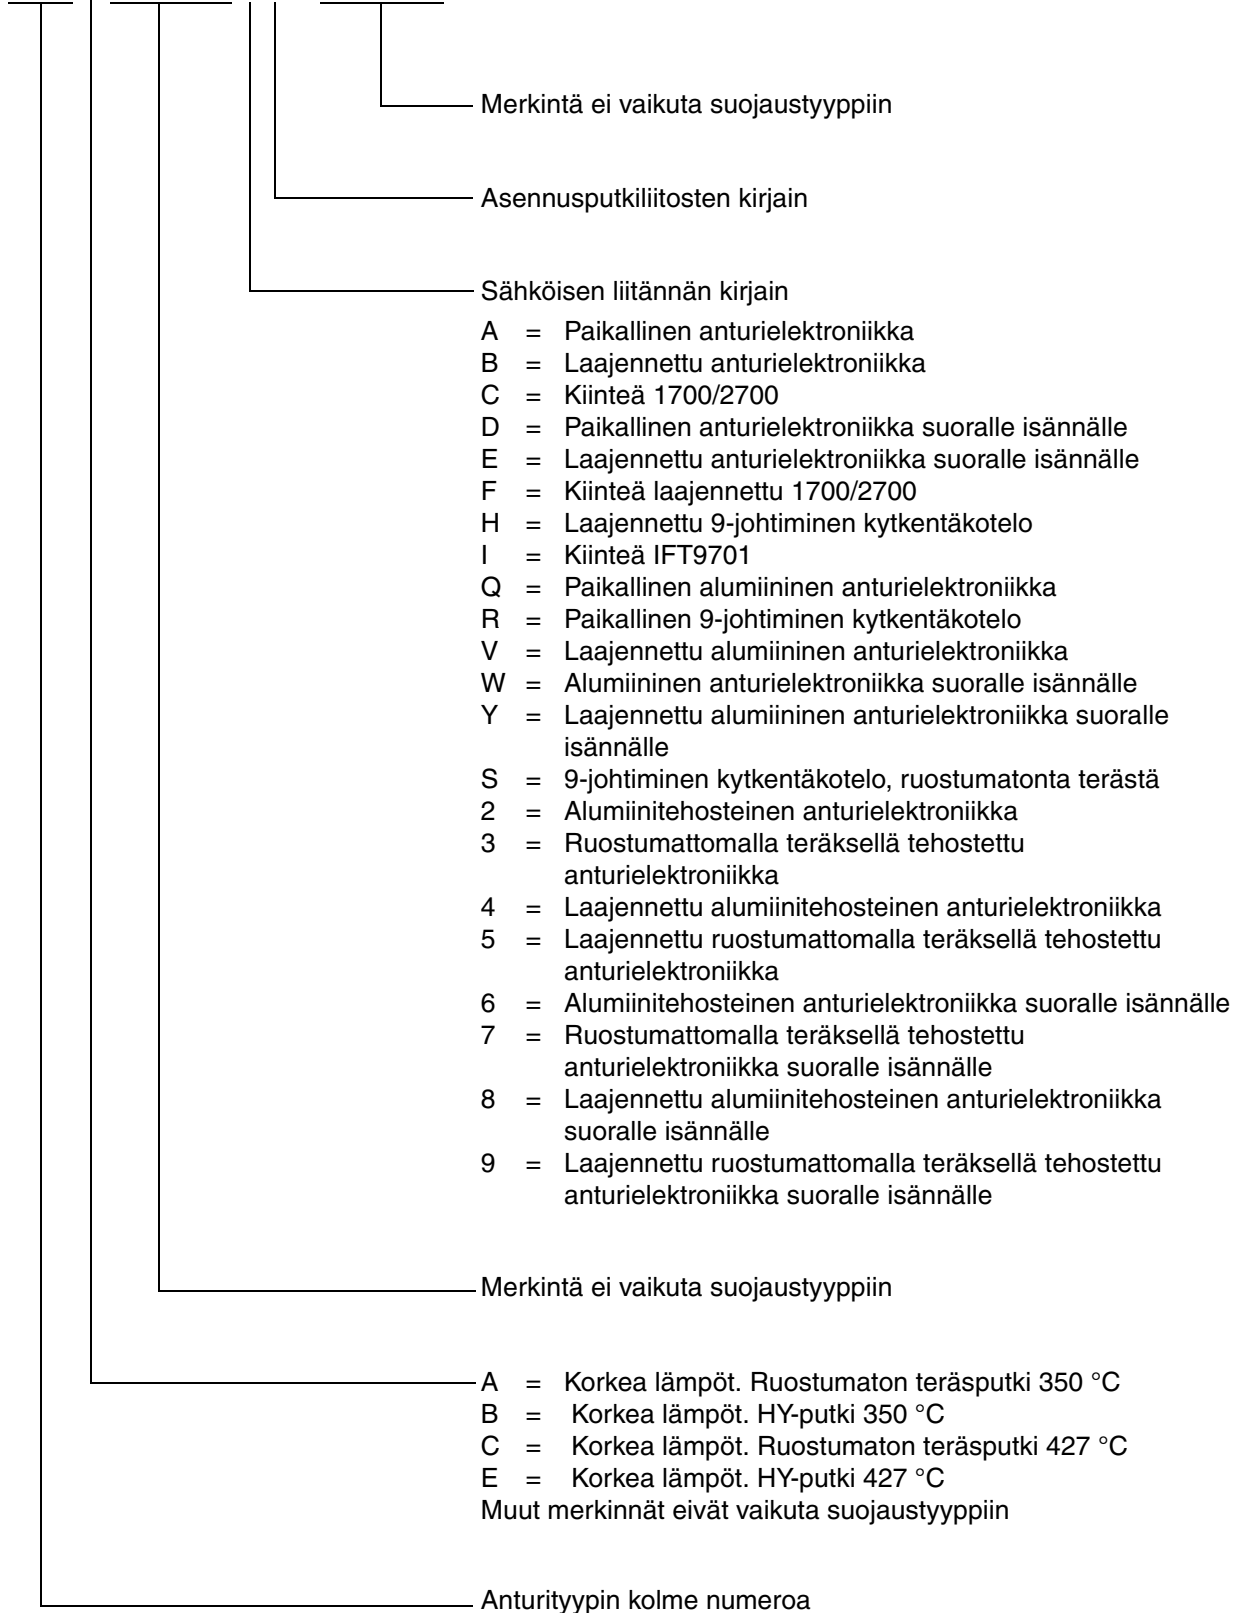 Merkintä ei vaikuta suojaustyyppiin
Asennusputkiliitosten kirjain
Sähköisen liitännän kirjain
A = Paikallinen anturielektroniikka
B = Laajennettu anturielektroniikka
C = Kiinteä 1700/2700
D = Paikallinen anturielektroniikka suoralle isännälle
E = Laajennettu anturielektroniikka suoralle isännälle
F = Kiinteä laajennettu 1700/2700
H = Laajennettu 9-johtiminen kytkentäkotelo
I = Kiinteä IFT9701
Q = Paikallinen alumiininen anturielektroniikka
R = Paikallinen 9-johtiminen kytkentäkotelo
V = Laajennettu alumiininen anturielektroniikka
W = Alumiininen anturielektroniikka suoralle isännälle
Y = Laajennettu alumiininen anturielektroniikka suoralle
isännälle
S = 9-johtiminen kytkentäkotelo, ruostumatonta terästä
2 = Alumiinitehosteinen anturielektroniikka
3 = Ruostumattomalla teräksellä tehostettu
anturielektroniikka
4 = Laajennettu alumiinitehosteinen anturielektroniikka
5 = Laajennettu ruostumattomalla teräksellä tehostettu
anturielektroniikka
6 = Alumiinitehosteinen anturielektroniikka suoralle isännälle
7 = Ruostumattomalla teräksellä tehostettu
anturielektroniikka suoralle isännälle
8 = Laajennettu alumiinitehosteinen anturielektroniikka
suoralle isännälle
9 = Laajennettu ruostumattomalla teräksellä tehostettu
anturielektroniikka suoralle isännälle
Merkintä ei vaikuta suojaustyyppiin
A = Korkea lämpöt. Ruostumaton teräsputki 350 °C
B = Korkea lämpöt. HY-putki 350 °C
C = Korkea lämpöt. Ruostumaton teräsputki 427 °C
E = Korkea lämpöt. HY-putki 427 °C
Muut merkinnät eivät vaikuta suojaustyyppiin
Anturityypin kolme numeroa